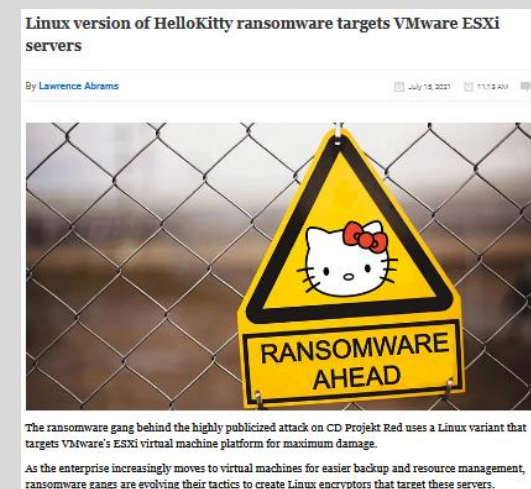 Linux version of HelloKitty ransomware targets VMware ESXi
servers
By Lawrence Abrams
July 15, 2021 11:13 AM
RANSOMWARE
AHEAD
The ransomware gang behind the highly publicized attack on CD Projekt Red uses a Linux variant that
targets VMware's ESXi virtual machine platform for maximum damage.
As the enterprise increasingly moves to virtual machines for easier backup and resource management,
ransomware gangs are evolving their tactics to create Linux encryptors that target these servers.